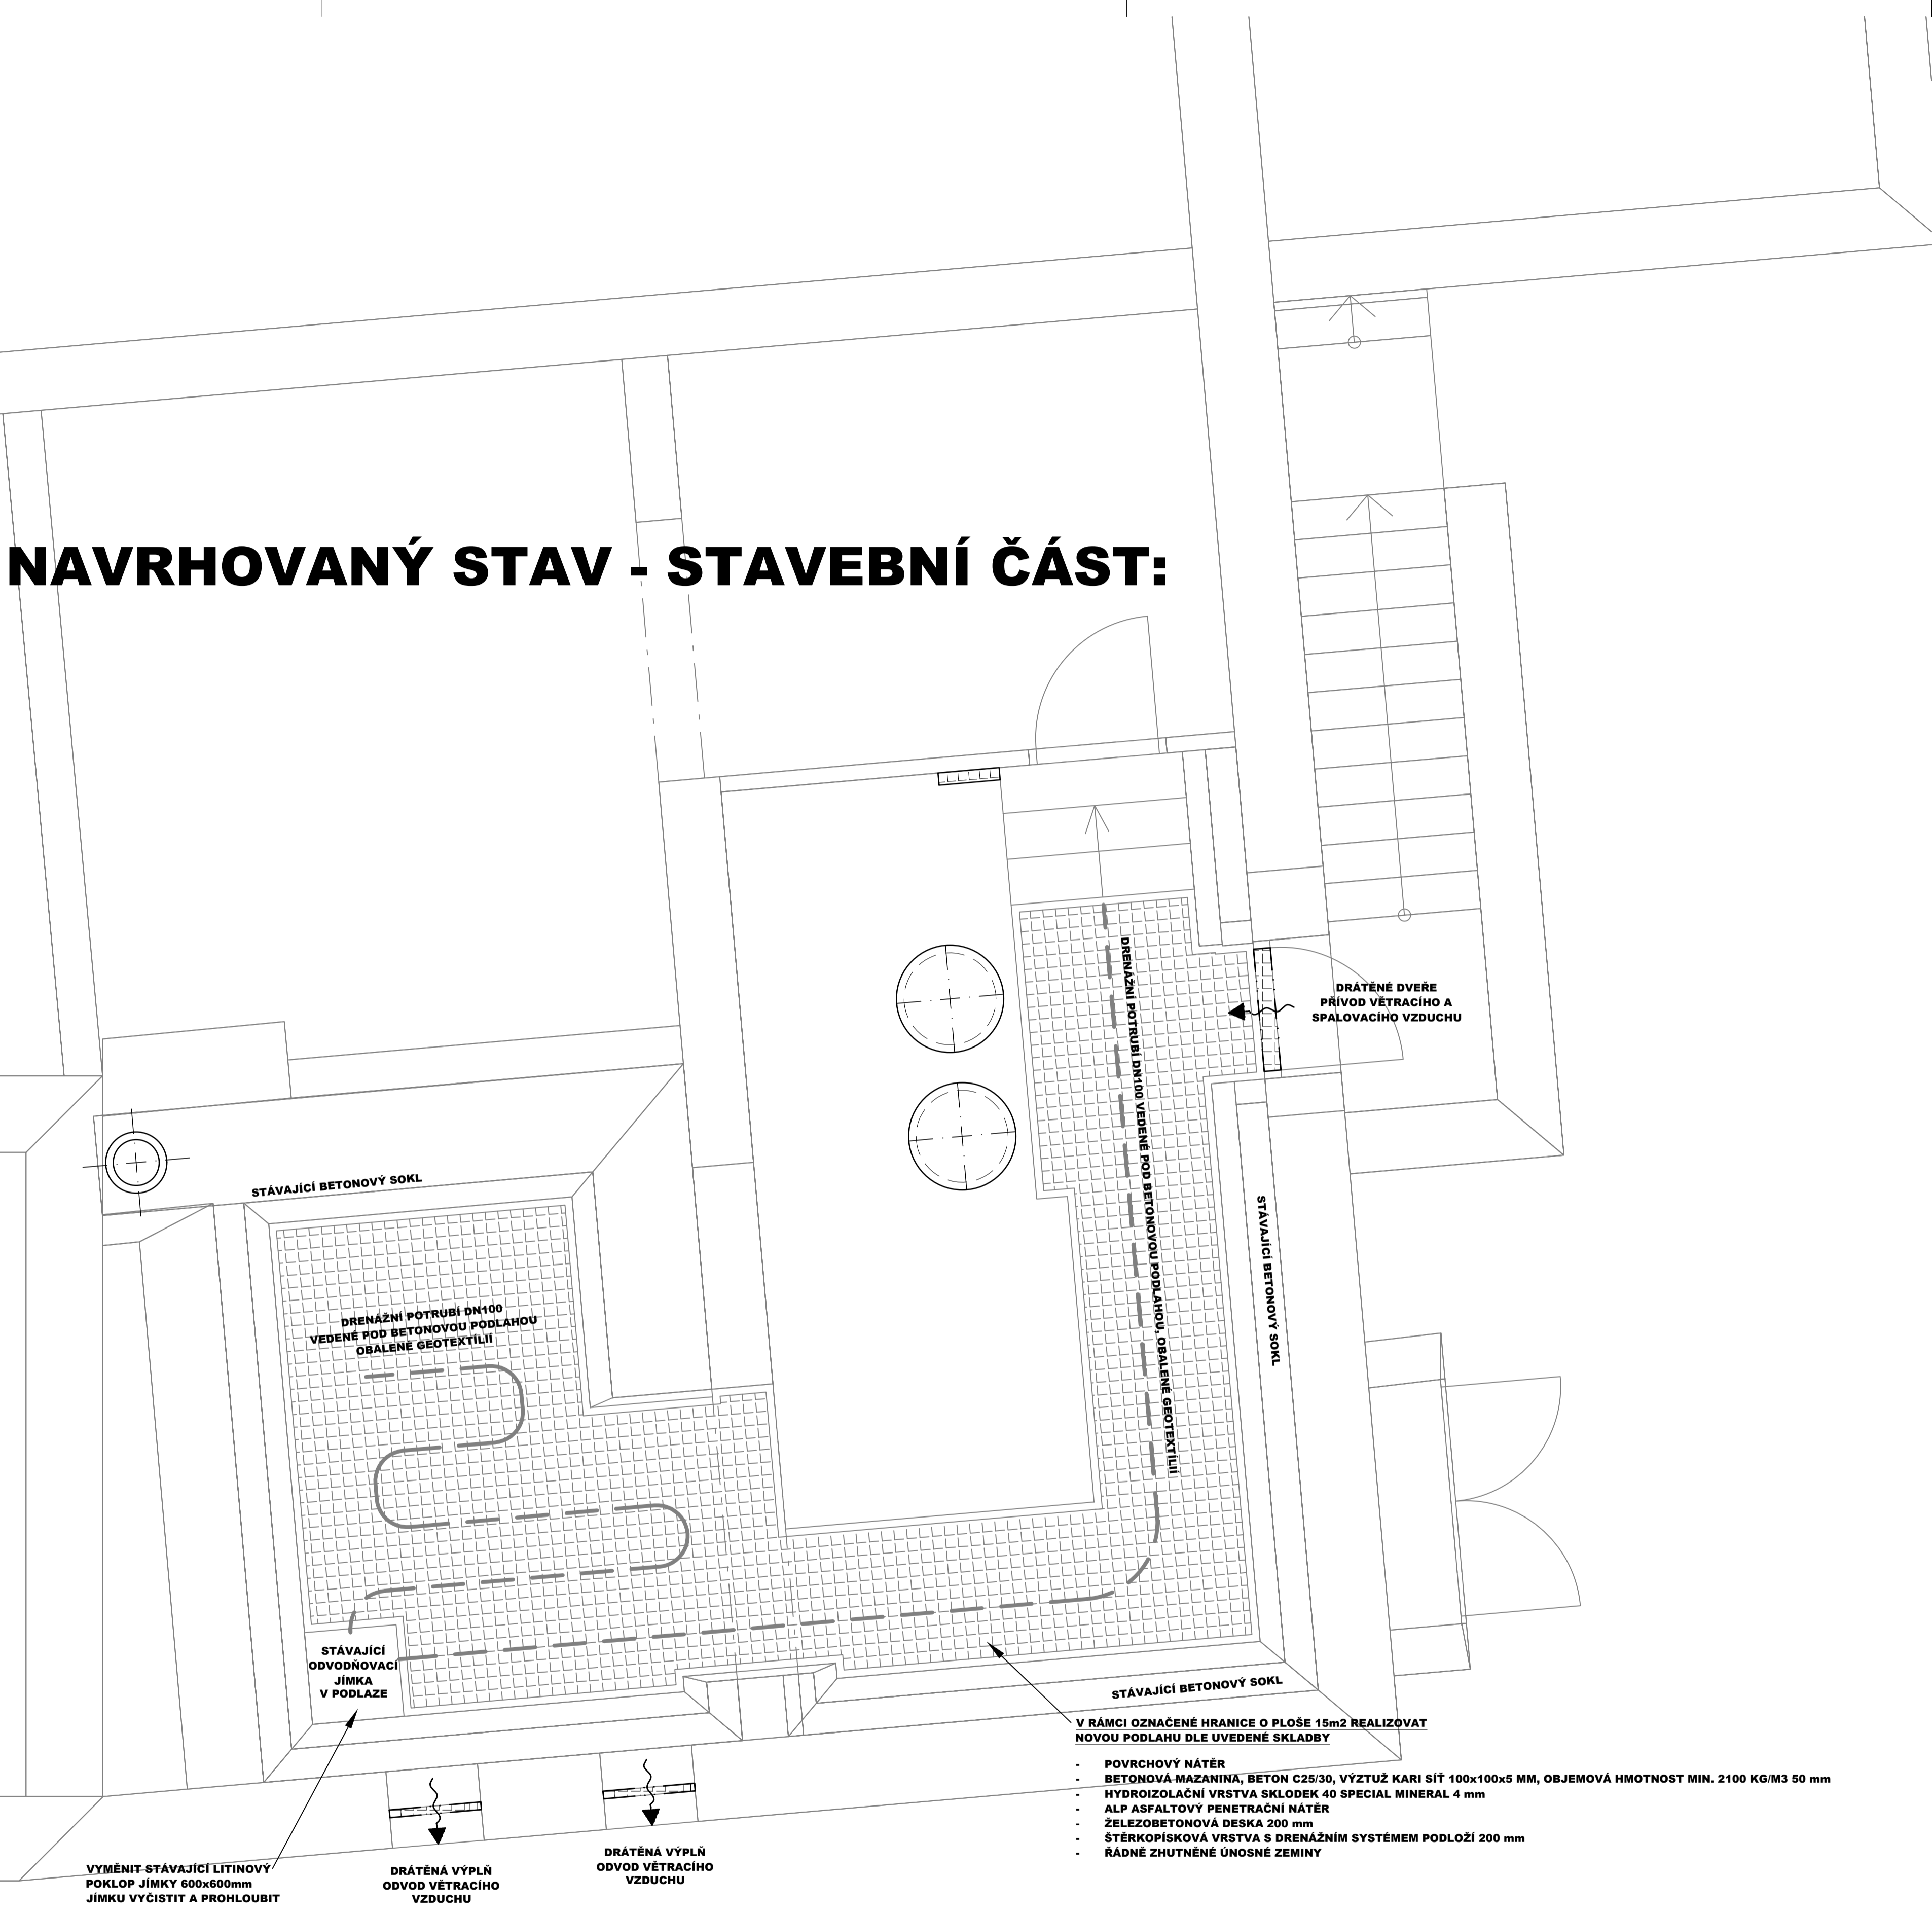 NAVRHOVANÝ STAV - STAVEBNÍ ČÁST:
DRÁTĚNÉ DVEŘE
PŘÍVOD VĚTRACÍHO A
SPALOVACÍHO VZDUCHU
DRENÁŽNÍ POTRUBÍ DN100 VEDENÉ POD BETONOVOU PODLAHOU, OBALENÉ GEOTEXTÍLIÍ
STÁVAJÍCÍ BETONOVÝ SOKL
STÁVAJÍCÍ BETONOVÝ SOKL
DRENÁŽNÍ POTRUBÍ DN100
VEDENÉ POD BETONOVOU PODLAHOU
OBALENÉ GEOTEXTÍLIÍ
STÁVAJÍCÍ
ODVODŇOVACÍ
JÍMKA
V PODLAZE
STÁVAJÍCÍ BETONOVÝ SOKL
V RÁMCI OZNAČENÉ HRANICE O PLOŠE 15m2 REALIZOVAT
NOVOU PODLAHU DLE UVEDENÉ SKLADBY
- POVRCHOVÝ NÁTĚR
- BETONOVÁ MAZANINA, BETON C25/30, VÝZTUŽ KARI SÍŤ 100x100x5 MM, OBJEMOVÁ HMOTNOST MIN. 2100 KG/M3 50 mm
- HYDROIZOLAČNÍ VRSTVA SKLODEK 40 SPECIAL MINERAL 4 mm
- ALP ASFALTOVÝ PENETRAČNÍ NÁTĚR
- ŽELEZOBETONOVÁ DESKA 200 mm
- ŠTĚRKOPÍSKOVÁ VRSTVA S DRENÁŽNÍM SYSTÉMEM PODLOŽÍ 200 mm
- ŘÁDNĚ ZHUTNĚNÉ ÚNOSNÉ ZEMINY
VYMĚNIT STÁVAJÍCÍ LITINOVÝ
POKLOP JÍMKY 600x600mm
JÍMKU VYČISTIT A PROHLOUBIT
DRÁTĚNÁ VÝPLŇ
ODVOD VĚTRACÍHO
VZDUCHU
DRÁTĚNÁ VÝPLŇ
ODVOD VĚTRACÍHO
VZDUCHU